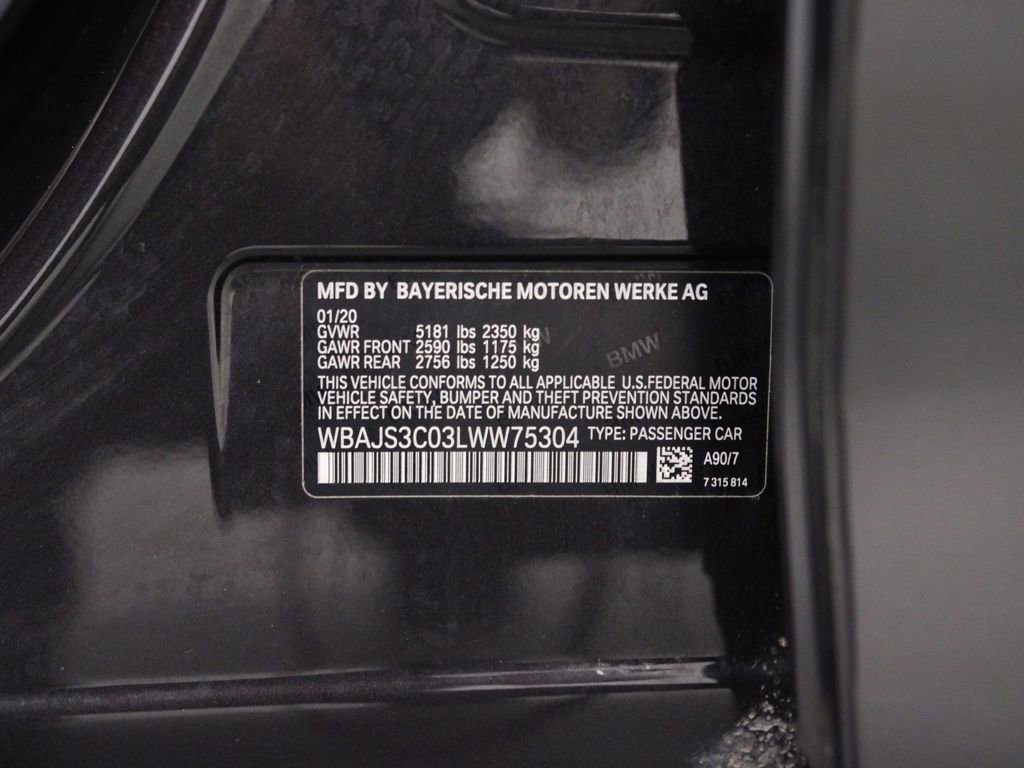 MFD BY BAYERISCHE MOTOREN WERKE AG
01/20
GVWR 5181 lbs 2350 kg
GAWR FRONT 2590 lbs 1175 kg
GAWR REAR 2756 lbs 1250 kg
THIS VEHICLE CONFORMS TO ALL APPLICABLE U.S.FEDERAL MOTOR
VEHICLE SAFETY, BUMPER AND THEFT PREVENTION STANDARDS
IN EFFECT ON THE DATE OF MANUFACTURE SHOWN ABOVE.
WBAJS3C03LWW75304 TYPE: PASSENGER CAR
A90/7
7 315 814
BMW